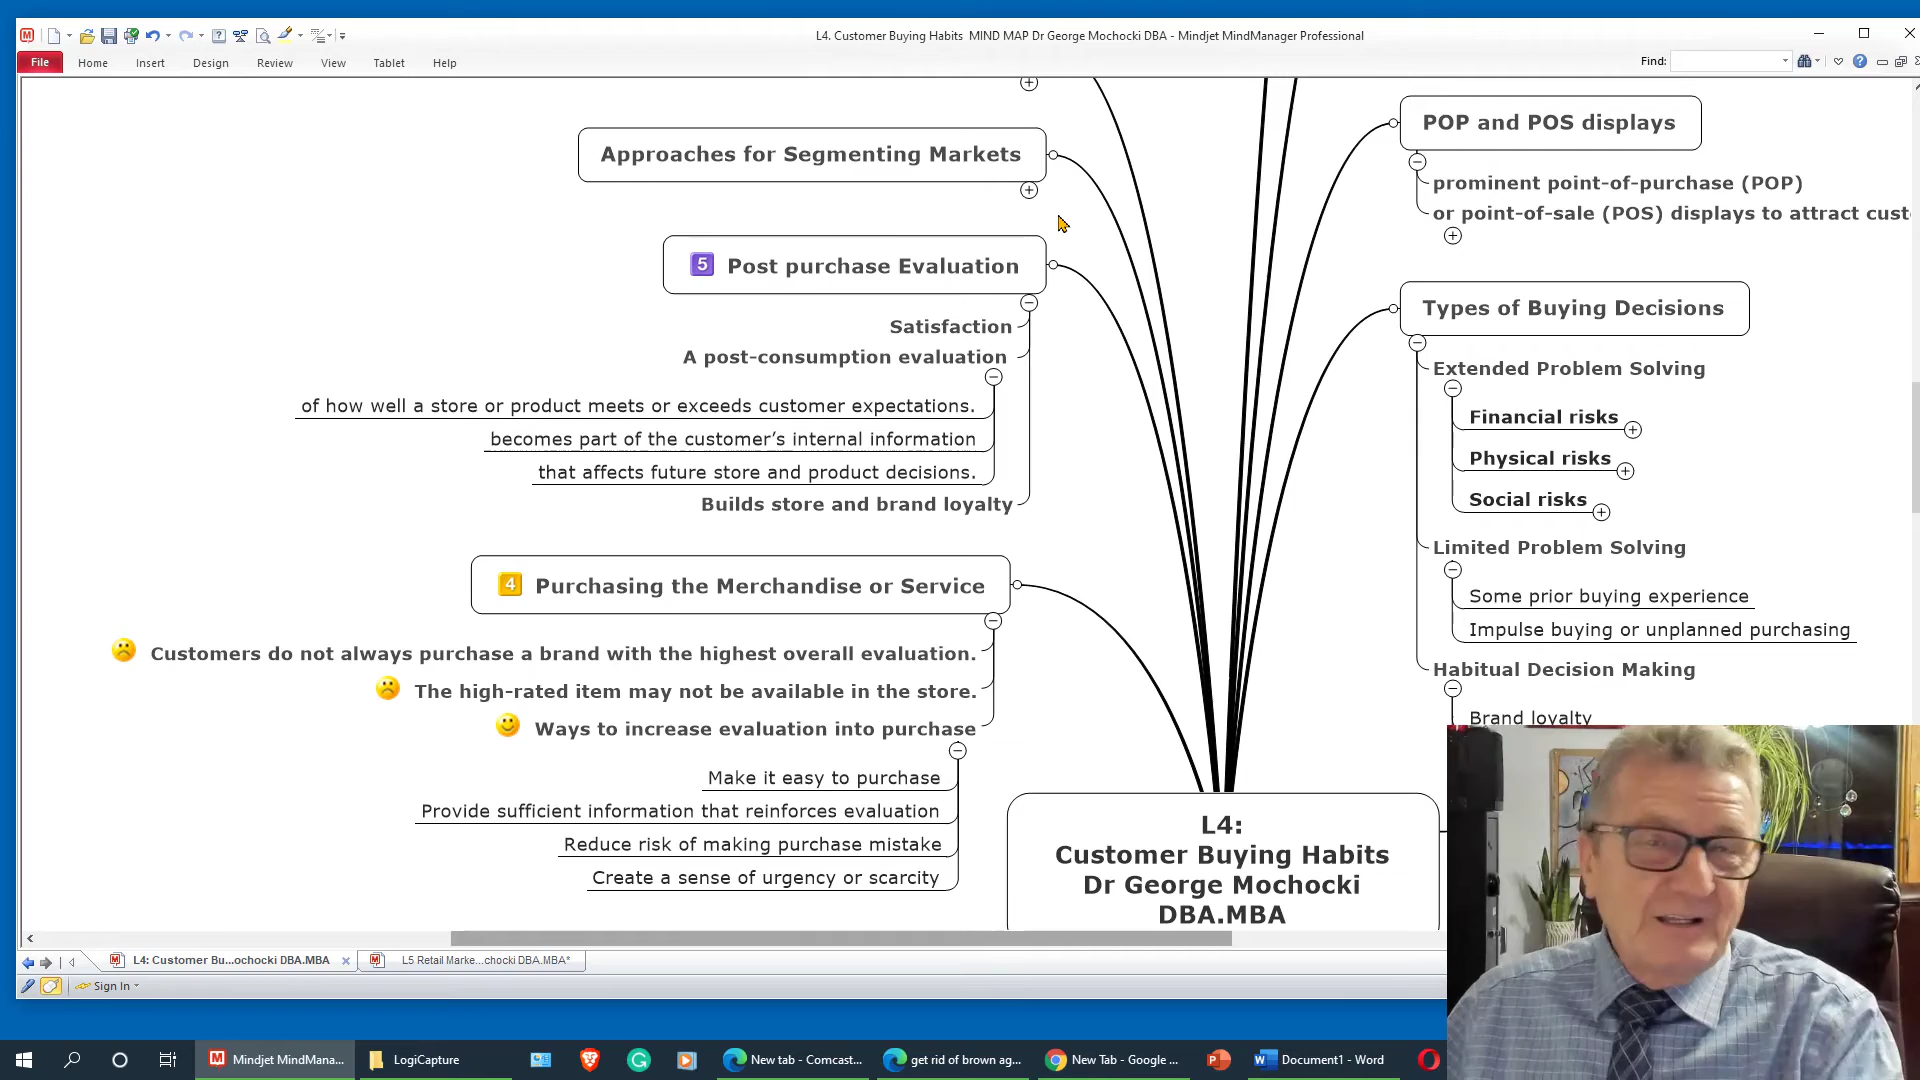 L4. Customer Buying Habits  MIND MAP Dr George Mochocki DBA - Mindjet MindManager Professional
File
Home
Insert
Design
Review
View
Tablet
Help
Find:
Approaches for Segmenting Markets
5 Post purchase Evaluation
Satisfaction
A post-consumption evaluation
of how well a store or product meets or exceeds customer expectations.
becomes part of the customer's internal information
that affects future store and product decisions.
Builds store and brand loyalty
4 Purchasing the Merchandise or Service
Customers do not always purchase a brand with the highest overall evaluation.
The high-rated item may not be available in the store.
Ways to increase evaluation into purchase
Make it easy to purchase
Provide sufficient information that reinforces evaluation
Reduce risk of making purchase mistake
Create a sense of urgency or scarcity
POP and POS displays
prominent point-of-purchase (POP)
or point-of-sale (POS) displays to attract cust
Types of Buying Decisions
Extended Problem Solving
Financial risks
Physical risks
Social risks
Limited Problem Solving
Some prior buying experience
Impulse buying or unplanned purchasing
Habitual Decision Making
Brand loyalty
L4:
Customer Buying Habits
Dr George Mochocki
DBA.MBA
L4: Customer Bu...ochocki DBA.MBA
L5 Retail Marke...chocki DBA.MBA*
Sign In
Mindjet MindMana...
LogiCapture
New tab - Comcast...
get rid of brown ag...
New Tab - Google ...
Document1 - Word